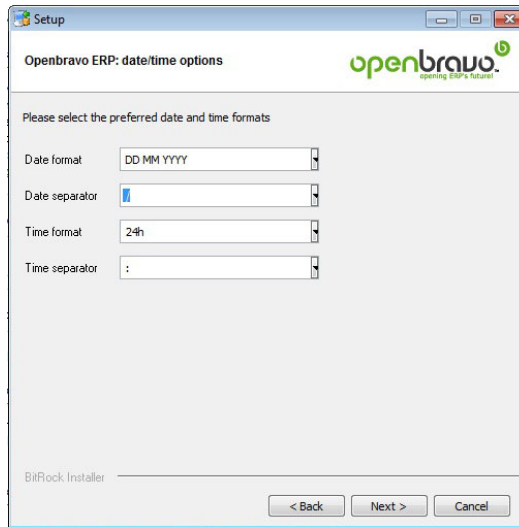 Setup
Openbravo ERP: date/time options
openbravo
opening ERP's future!
Please select the preferred date and time formats
Date format DD MM YYYY
Date separator /
Time format 24h
Time separator :
BitRock Installer
< Back Next > Cancel